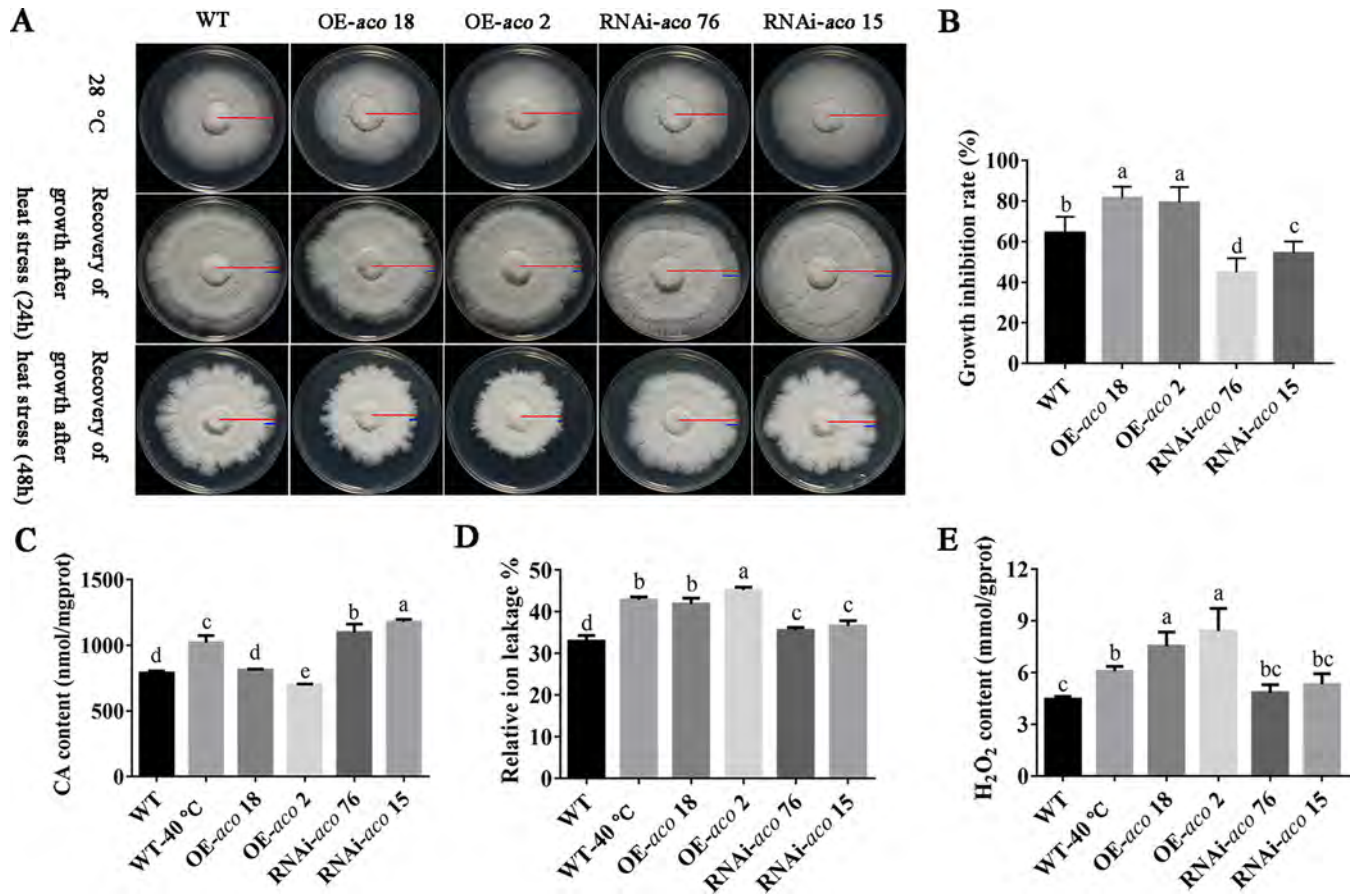 A
WT
OE-aco 18
OE-aco 2
RNAi-aco 76
RNAi-aco 15
28 °C
Recovery of
growth after
heat stress (24h)
Recovery of
growth after
heat stress (48h)
B
Growth inhibition rate (%)
100
80
60
40
20
0
b
a
a
d
c
WT
OE-aco 18
OE-aco 2
RNAi-aco 76
RNAi-aco 15
C
CA content (nmol/mgprot)
1500
1000
500
0
d
c
d
e
b
a
WT
WT-40 °C
OE-aco 18
OE-aco 2
RNAi-aco 76
RNAi-aco 15
D
Relative ion leakage %
50
40
30
20
10
0
d
b
b
a
c
c
WT
WT-40 °C
OE-aco 18
OE-aco 2
RNAi-aco 76
RNAi-aco 15
E
H₂O₂ content (mmol/gprot)
12
9
6
3
0
c
b
a
a
bc
bc
WT
WT-40 °C
OE-aco 18
OE-aco 2
RNAi-aco 76
RNAi-aco 15